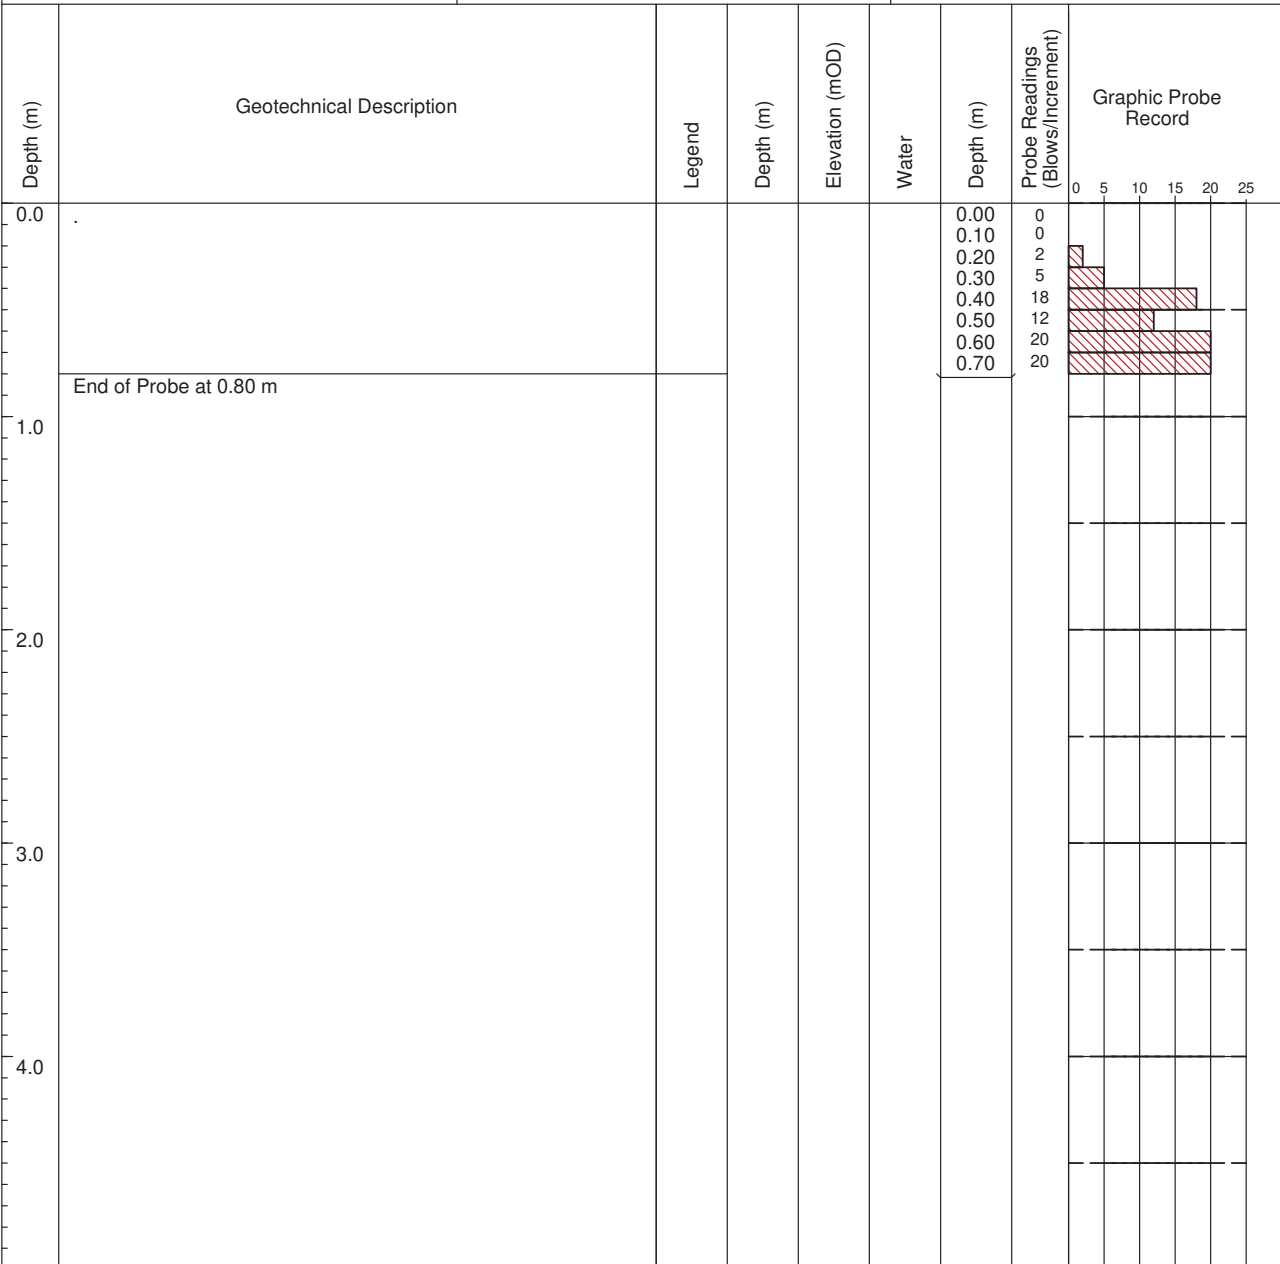 Depth (m)
Geotechnical Description
Legend
Depth (m)
Elevation (mOD)
Water
Depth (m)
Probe Readings
(Blows/Increment)
Graphic Probe
Record
0 5 10 15 20 25
0.0 . 0.00 0
0.10 0
0.20 2
0.30 5
0.40 18
0.50 12
0.60 20
0.70 20
End of Probe at 0.80 m
1.0
2.0
3.0
4.0